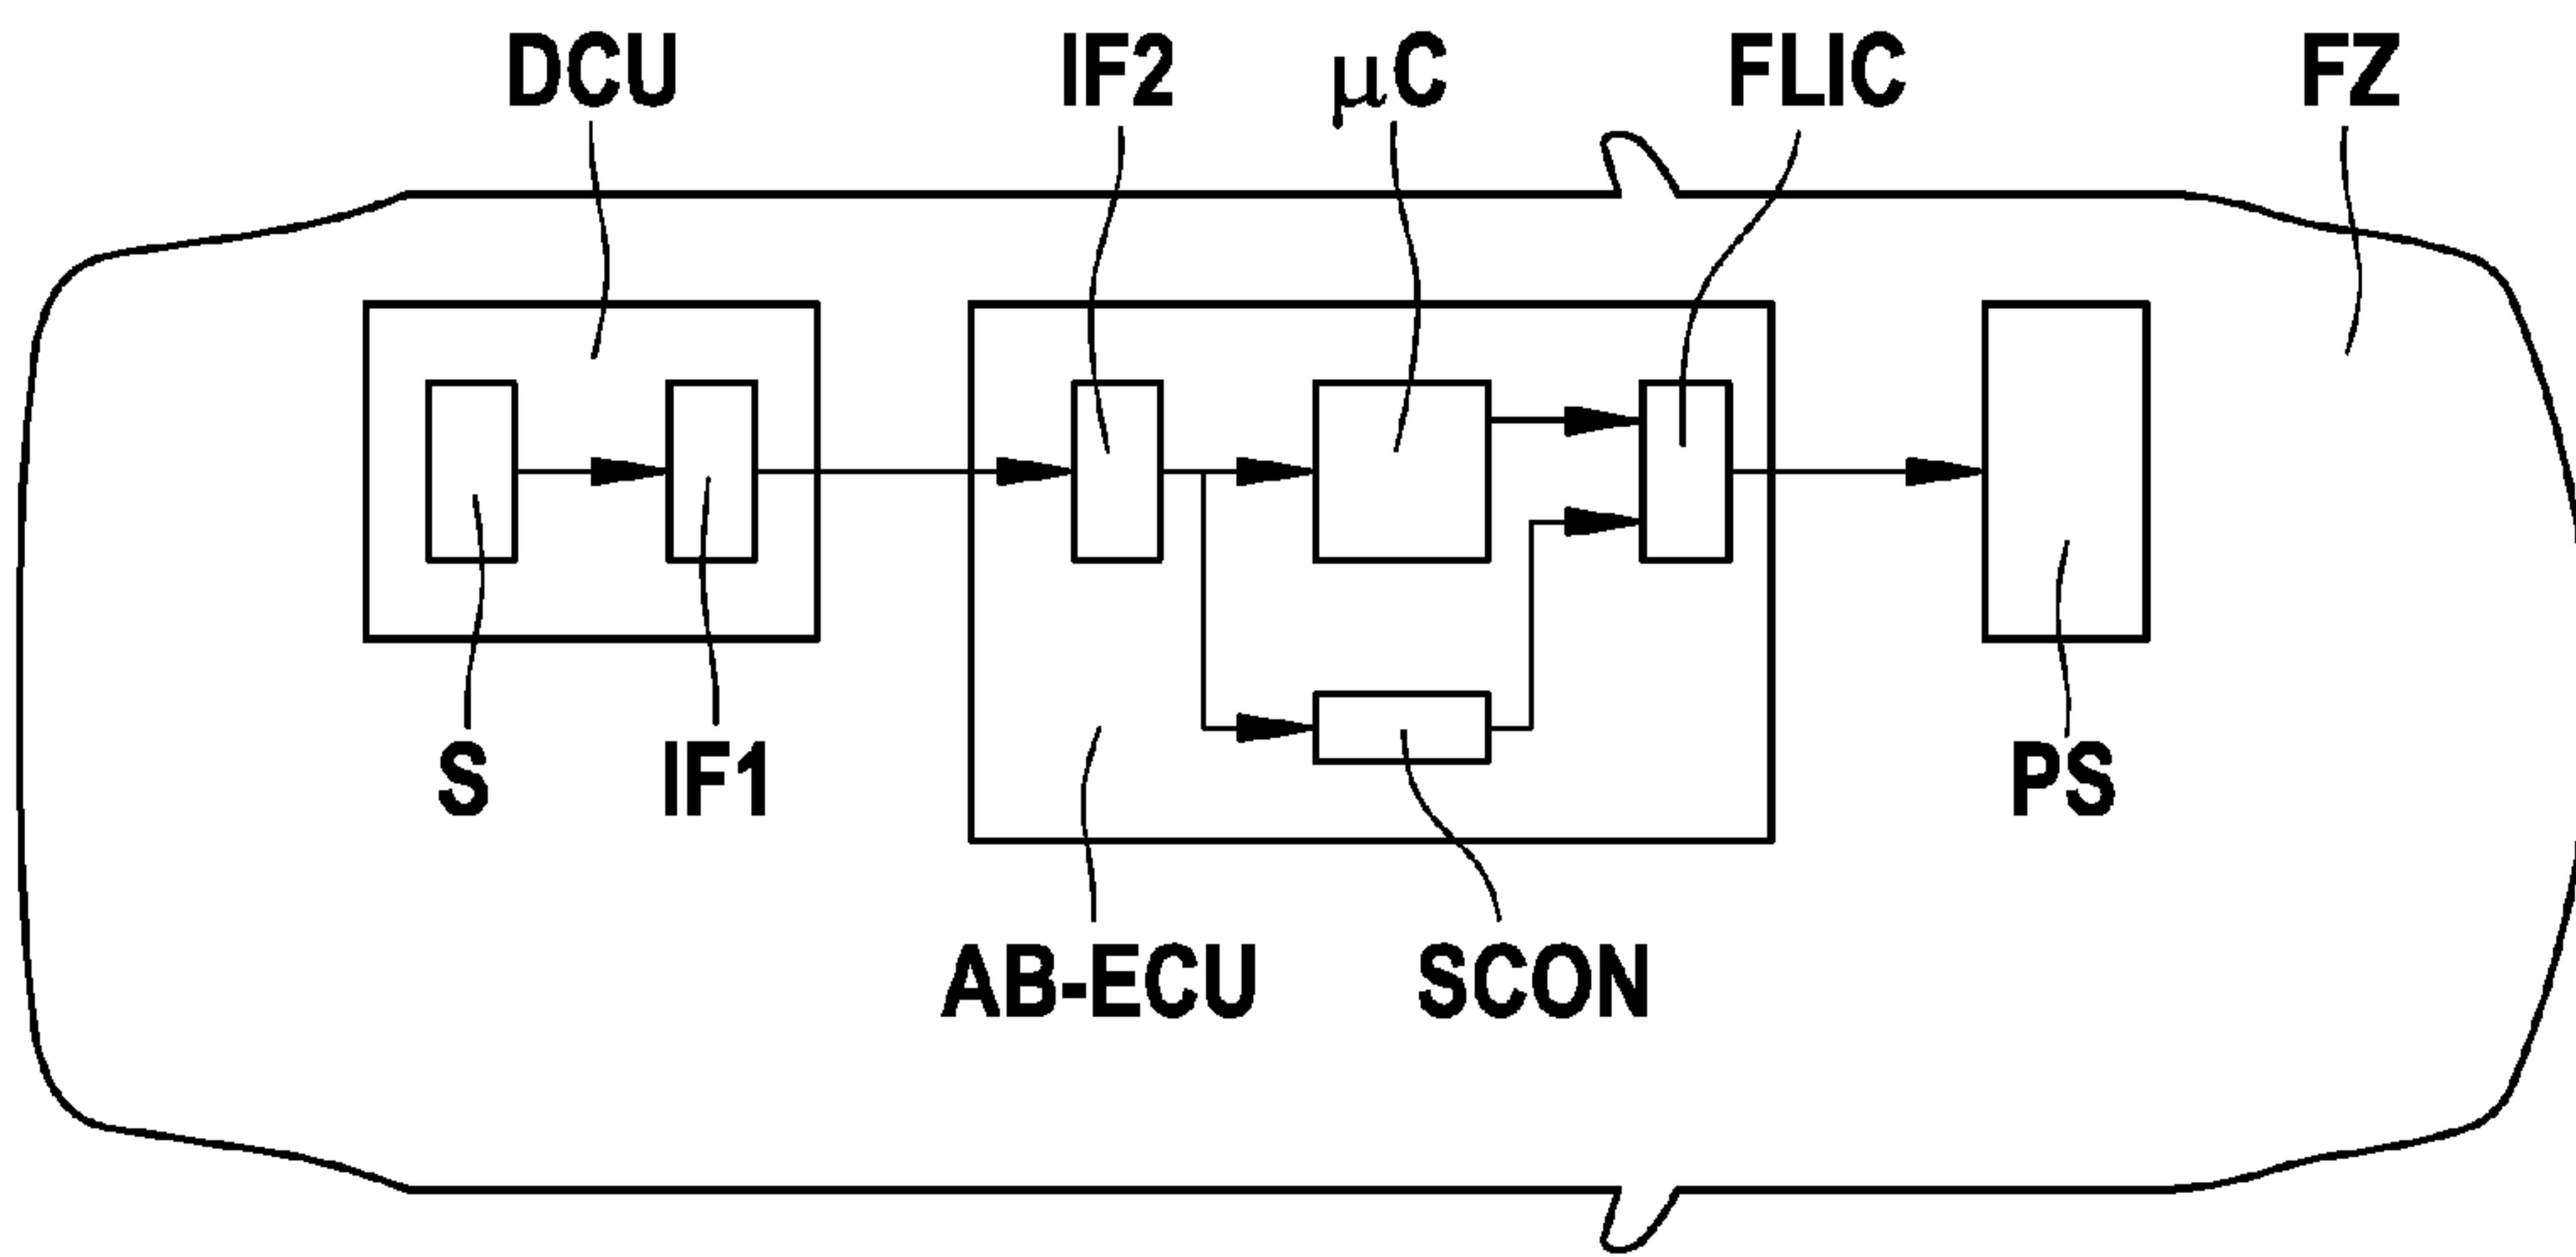 DCU IF2 μC FLIC FZ
S IF1 PS
AB-ECU SCON